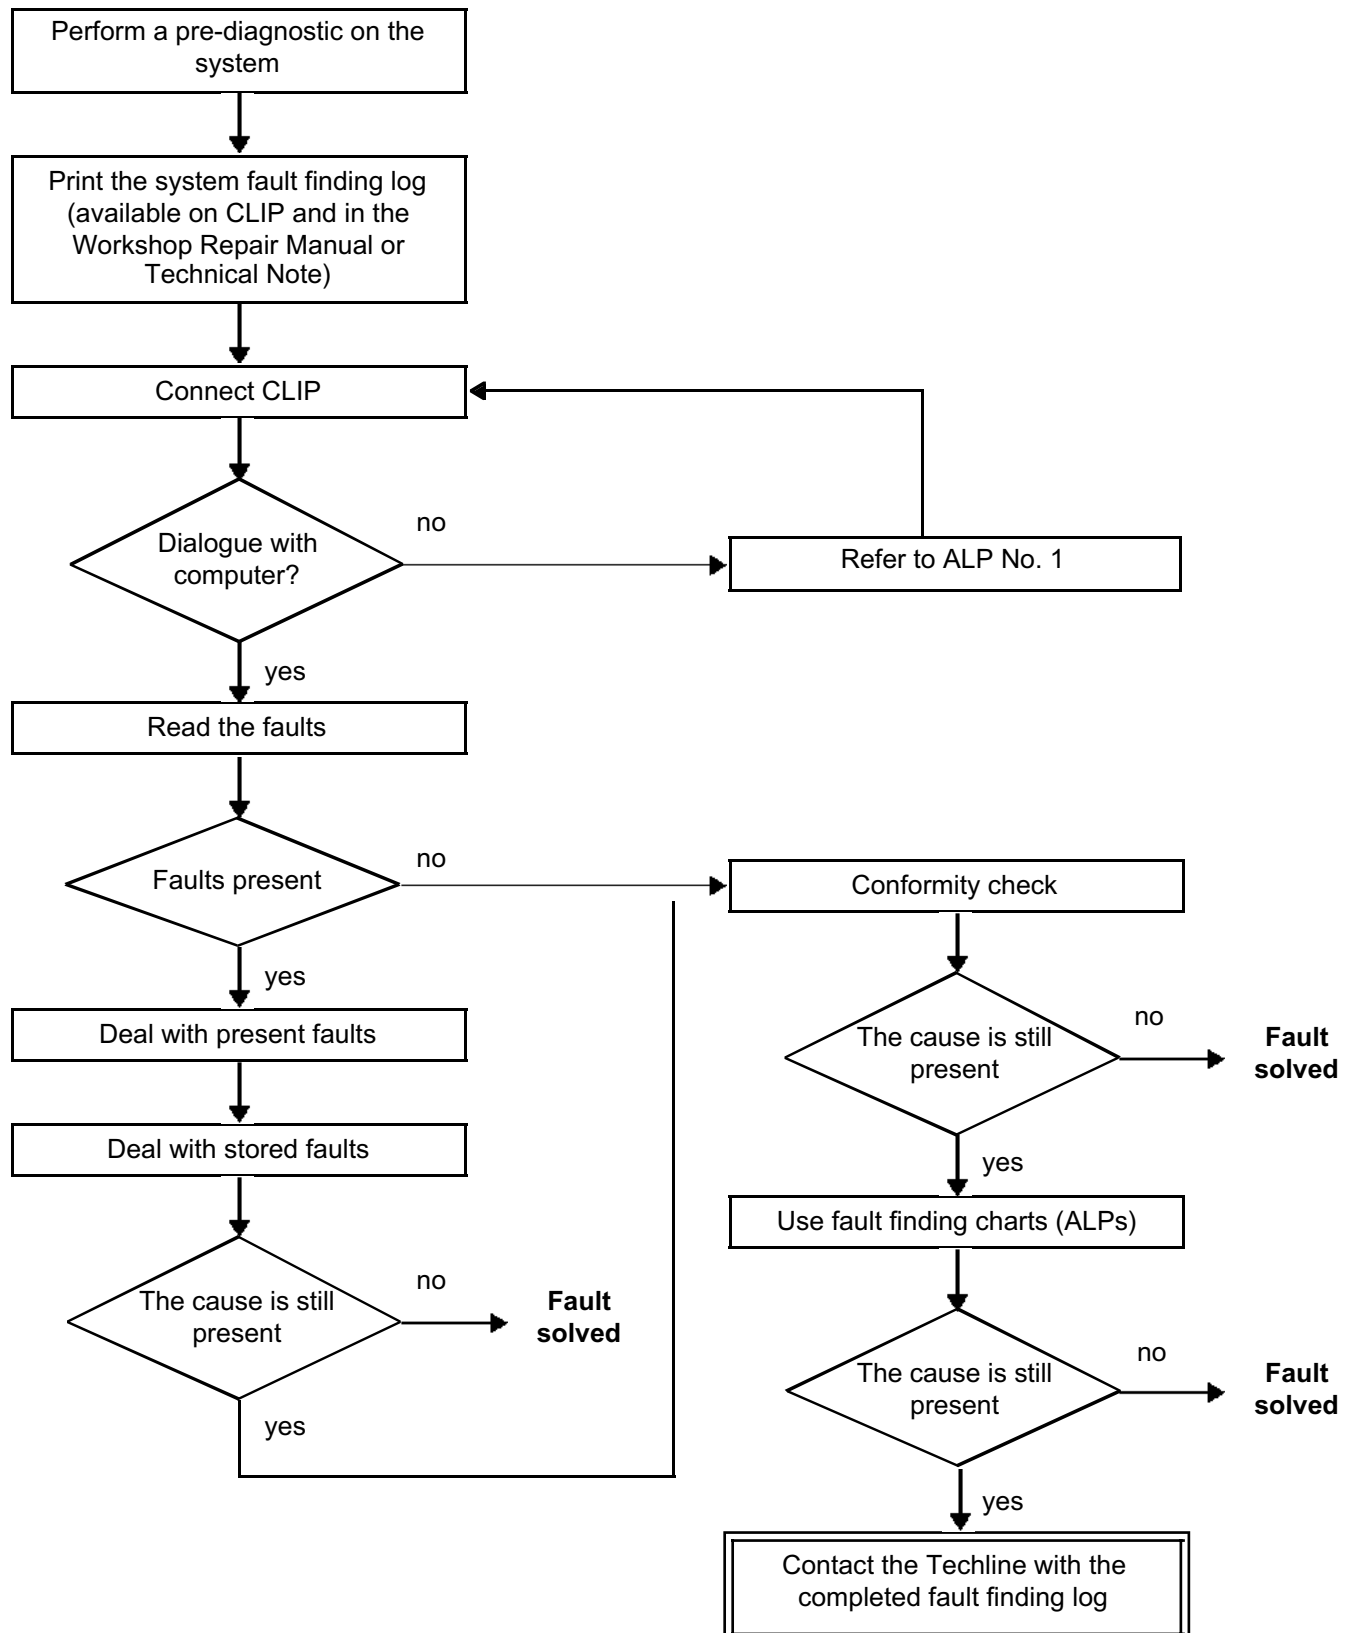 Perform a pre-diagnostic on the
system
Print the system fault finding log
(available on CLIP and in the
Workshop Repair Manual or
Technical Note)
Connect CLIP
Dialogue with
computer?
no
Refer to ALP No. 1
yes
Read the faults
Faults present
no
Conformity check
yes
Deal with present faults
The cause is still
present
no
Fault
solved
Deal with stored faults
yes
Use fault finding charts (ALPs)
The cause is still
present
no
Fault
solved
yes
The cause is still
present
no
Fault
solved
yes
Contact the Techline with the
completed fault finding log